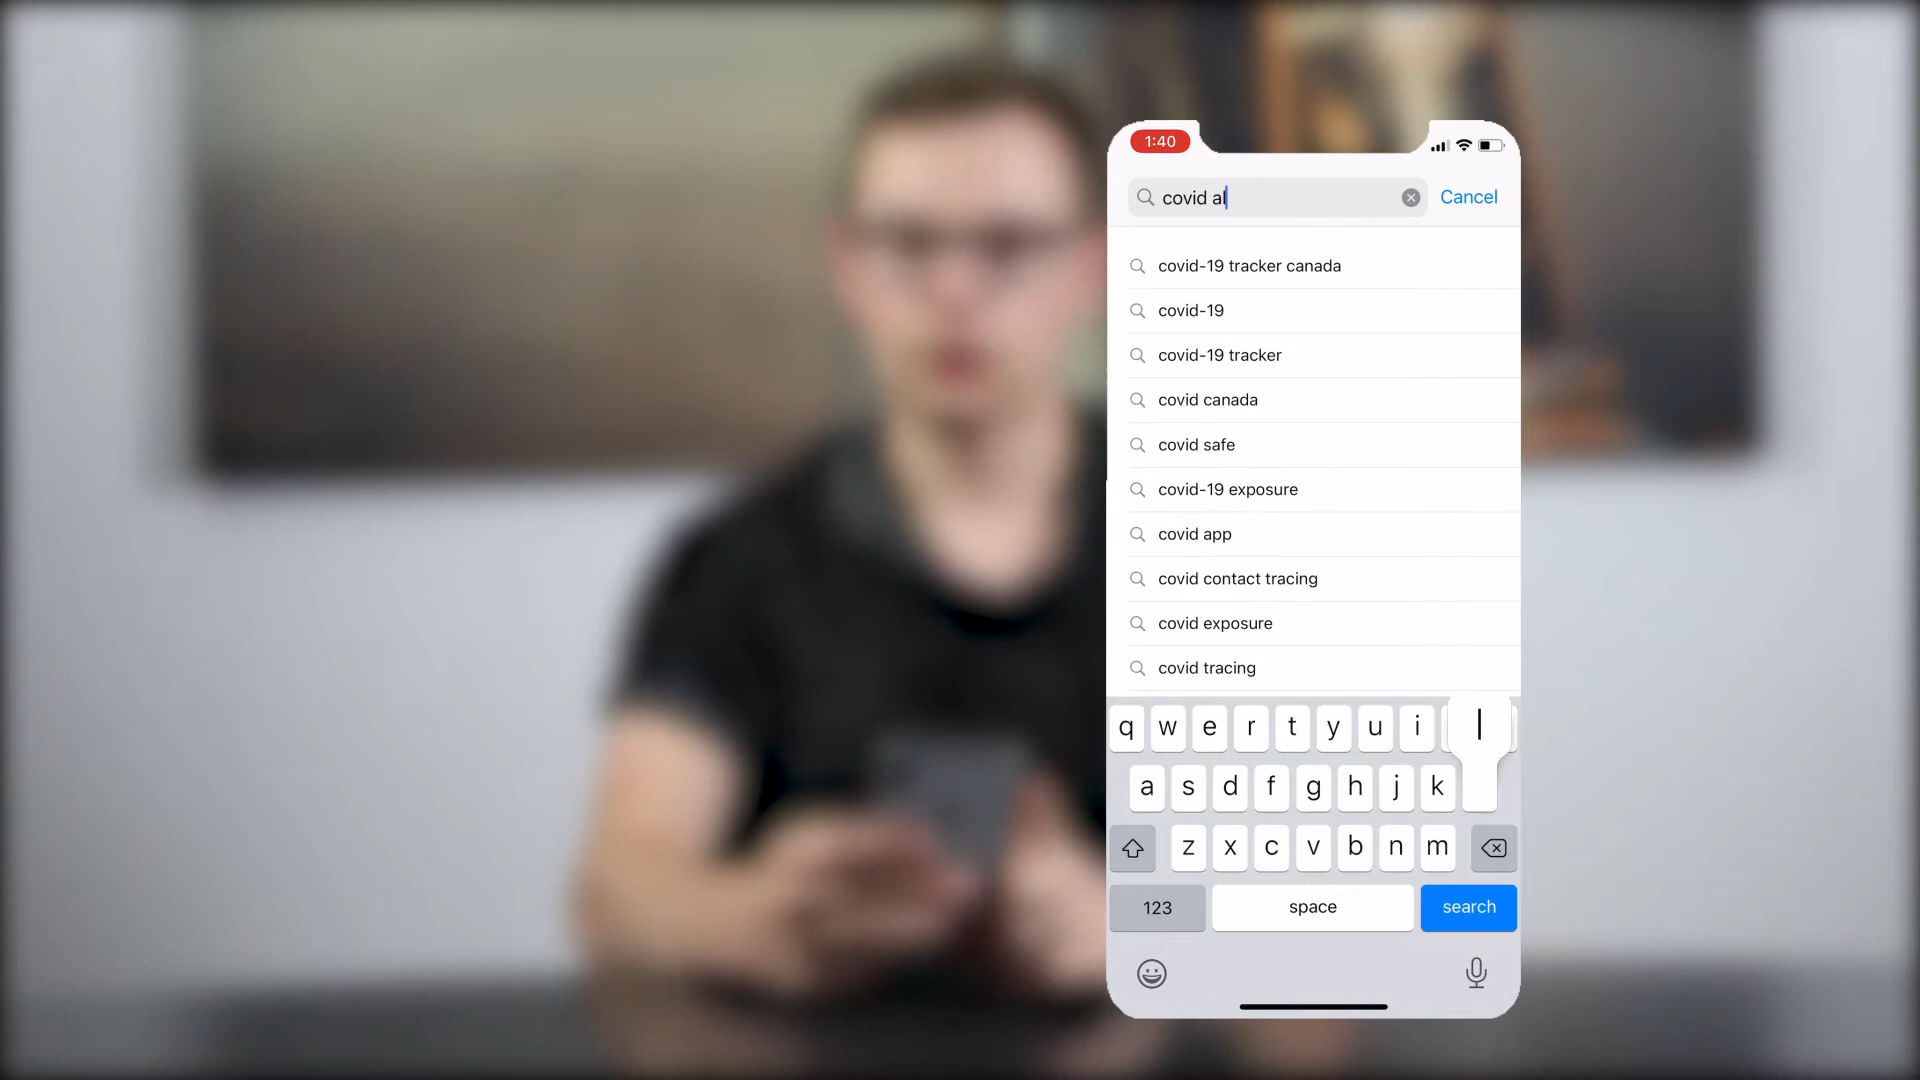 1:40
covid al
Cancel
covid-19 tracker canada
covid-19
covid-19 tracker
covid canada
covid safe
covid-19 exposure
covid app
covid contact tracing
covid exposure
covid tracing
q w e r t y u i l
a s d f g h j k
z x c v b n m
123 space search